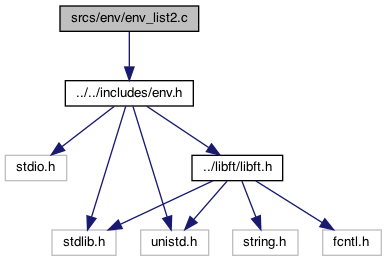 srcs/env/env_list2.c
../../includes/env.h
stdio.h
../libft/libft.h
stdlib.h
unistd.h
string.h
fcntl.h